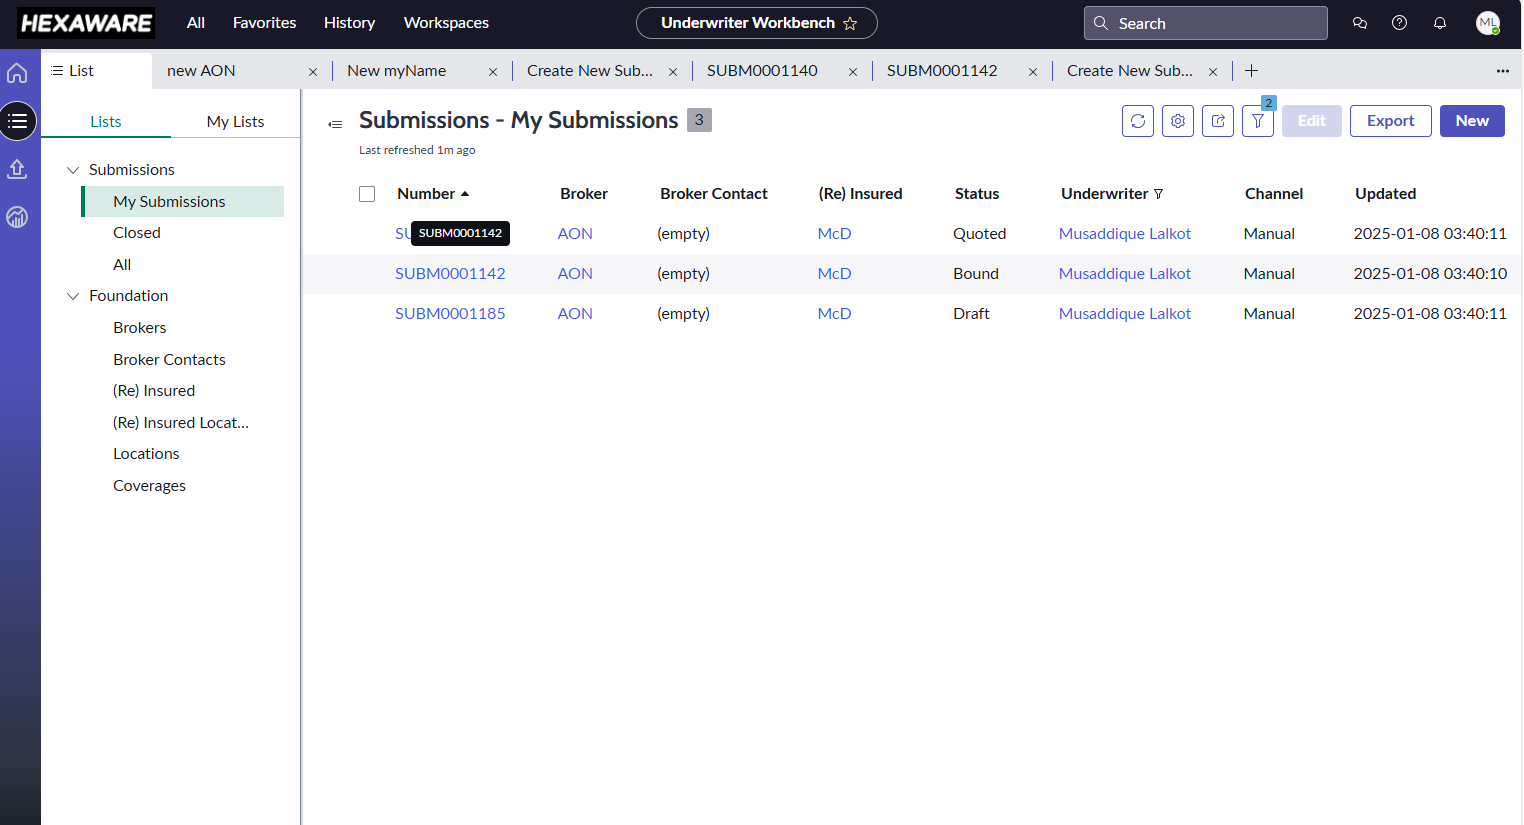 HEXAWARE All Favorites History Workspaces Underwriter Workbench Search ML
List new AON New myName Create New Sub... SUBM0001140 SUBM0001142 Create New Sub...
Lists My Lists
Submissions
My Submissions
Closed
All
Foundation
Brokers
Broker Contacts
(Re) Insured
(Re) Insured Locat...
Locations
Coverages
Submissions - My Submissions 3
2
Edit Export New
Last refreshed 1m ago
Number Broker Broker Contact (Re) Insured Status Underwriter Channel Updated
SU SUBM0001142 AON (empty) McD Quoted Musaddique Lalkot Manual 2025-01-08 03:40:11
SUBM0001142 AON (empty) McD Bound Musaddique Lalkot Manual 2025-01-08 03:40:10
SUBM0001185 AON (empty) McD Draft Musaddique Lalkot Manual 2025-01-08 03:40:11